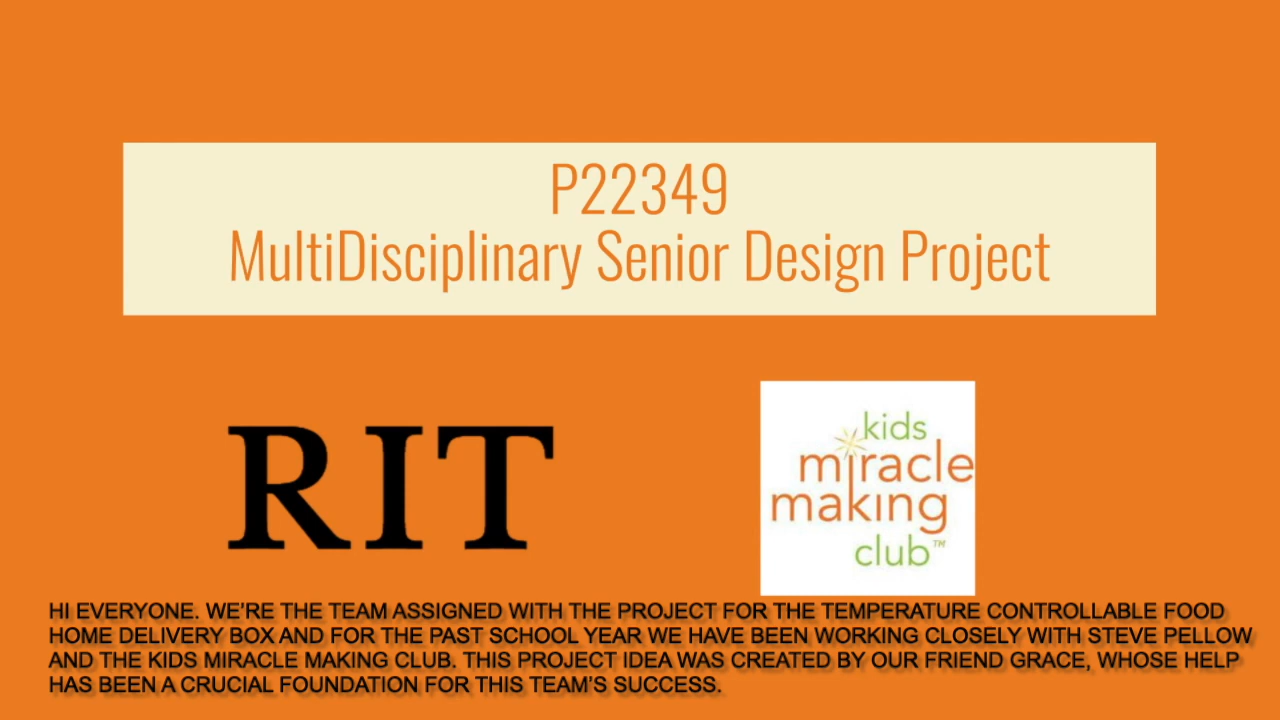 P22349
MultiDisciplinary Senior Design Project
RIT
kids
miracle
making
club™
HI EVERYONE. WE'RE THE TEAM ASSIGNED WITH THE PROJECT FOR THE TEMPERATURE CONTROLLABLE FOOD
HOME DELIVERY BOX AND FOR THE PAST SCHOOL YEAR WE HAVE BEEN WORKING CLOSELY WITH STEVE PELLOW
AND THE KIDS MIRACLE MAKING CLUB. THIS PROJECT IDEA WAS CREATED BY OUR FRIEND GRACE, WHOSE HELP
HAS BEEN A CRUCIAL FOUNDATION FOR THIS TEAM'S SUCCESS.